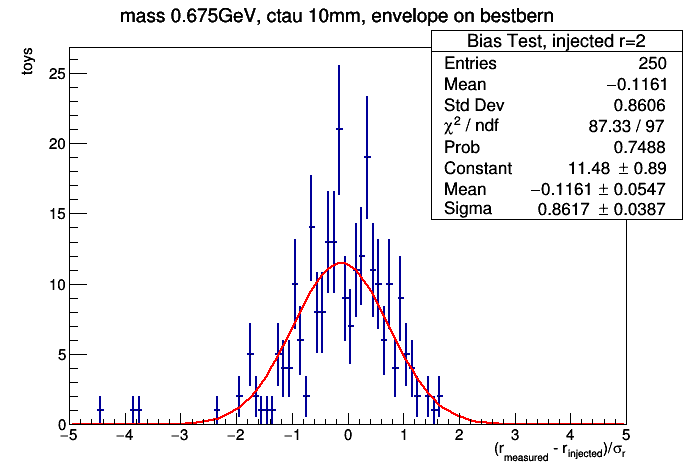 mass 0.675GeV, ctau 10mm, envelope on bestbern
toys
Bias Test, injected r=2
Entries 250
Mean −0.1161
Std Dev 0.8606
χ² / ndf 87.33 / 97
Prob 0.7488
Constant 11.48 ± 0.89
Mean −0.1161 ± 0.0547
Sigma 0.8617 ± 0.0387
25
20
15
10
5
0
−5 −4 −3 −2 −1 0 1 2 3 4 5
(r_measured - r_injected)/σ_r